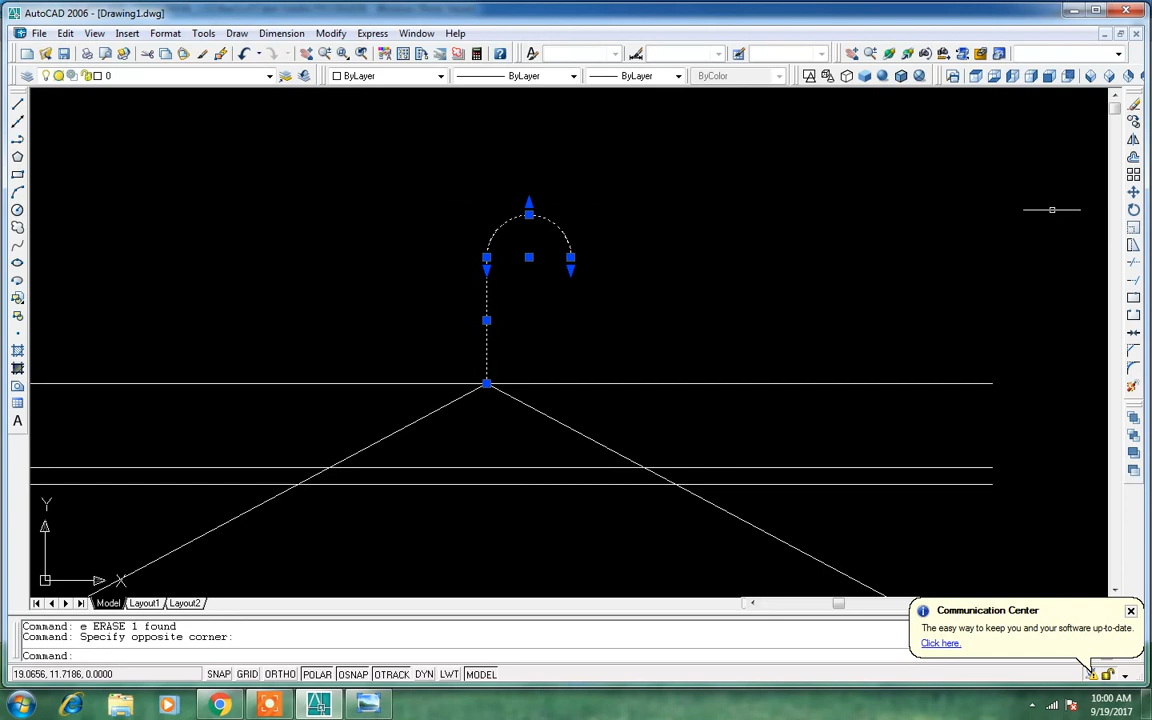 AutoCAD 2006 - [Drawing1.dwg]
File Edit View Insert Format Tools Draw Dimension Modify Express Window Help
0 ByLayer ByLayer ByLayer ByColor
Y
X
Model Layout1 Layout2
Command: e ERASE 1 found
Command: Specify opposite corner:
Command:
Communication Center
The easy way to keep you and your software up-to-date.
Click here.
19.0656, 11.7186, 0.0000 SNAP GRID ORTHO POLAR OSNAP OTRACK DYN LWT MODEL
10:00 AM
9/19/2017